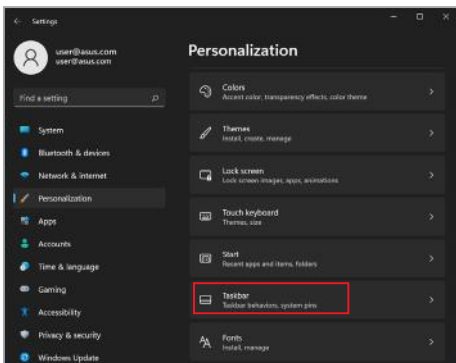 Settings
user@asus.com
user@asus.com
Find a setting
System
Bluetooth & devices
Network & internet
Personalization
Apps
Accounts
Time & language
Gaming
Accessibility
Privacy & security
Windows Update
Personalization
Colors
Accent color, transparency effects, color theme
Themes
Install, create, manage
Lock screen
Lock screen images, apps, animations
Touch keyboard
Themes, size
Start
Recent apps and items, folders
Taskbar
Taskbar behaviors, system pins
Fonts
Install, manage